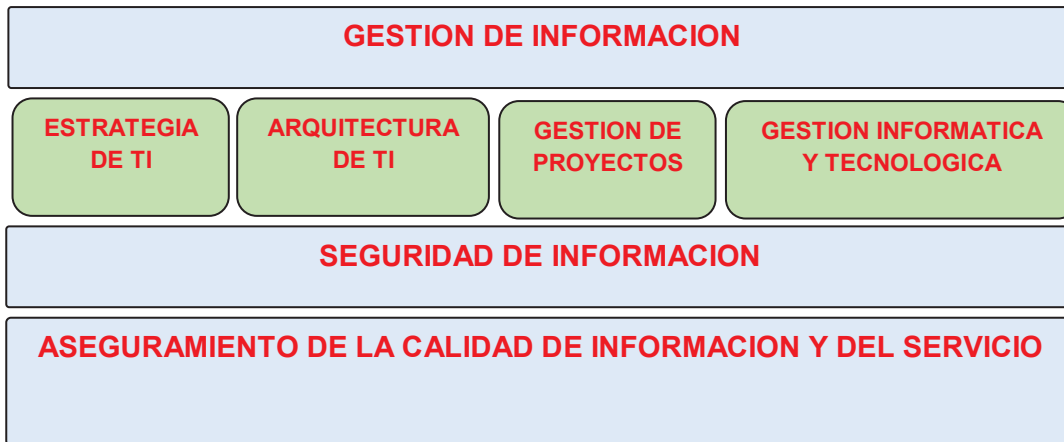 GESTION DE INFORMACION
ESTRATEGIA
DE TI
ARQUITECTURA
DE TI
GESTION DE
PROYECTOS
GESTION INFORMATICA
Y TECNOLOGICA
SEGURIDAD DE INFORMACION
ASEGURAMIENTO DE LA CALIDAD DE INFORMACION Y DEL SERVICIO